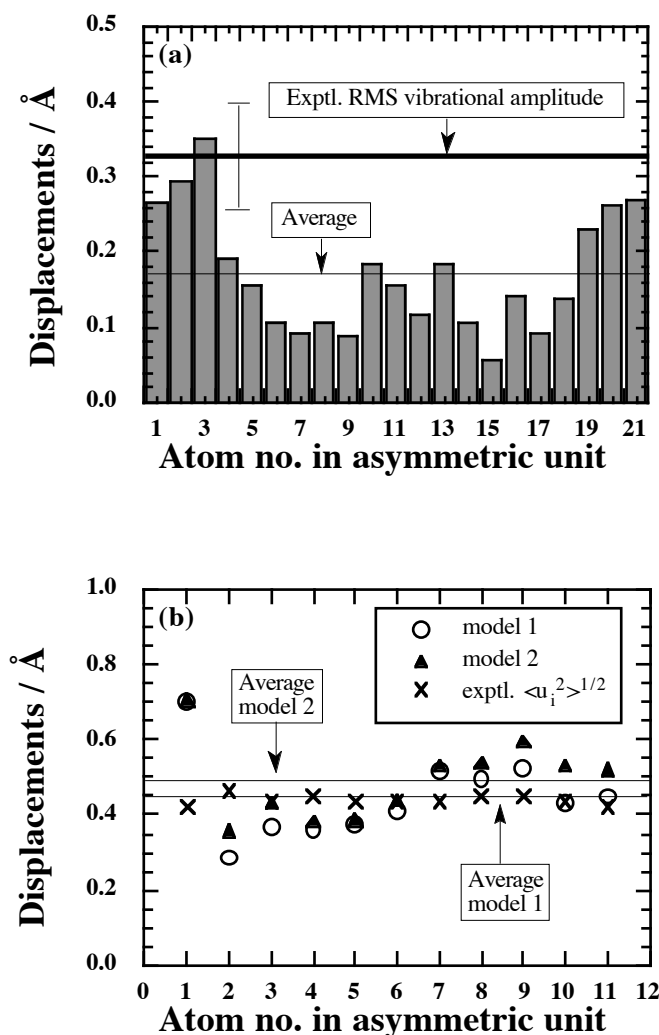 0.5
(a)
Exptl. RMS vibrational amplitude
0.4
0.3
Average
0.2
0.1
0.0
Displacements / Å
1 3 5 7 9 11 13 15 17 19 21
Atom no. in asymmetric unit
1.0
(b)
model 1
model 2
exptl. <u_i^2>^1/2
0.8
Average
model 2
0.6
0.4
Average
model 1
0.2
0.0
Displacements / Å
0 1 2 3 4 5 6 7 8 9 10 11 12
Atom no. in asymmetric unit